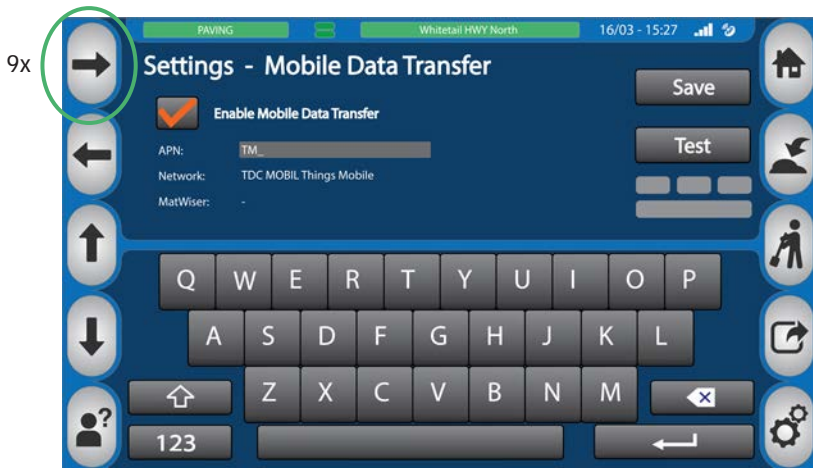 PAVING Whitetail HWY North 16/03 - 15:27
9x
Settings - Mobile Data Transfer
Save
Enable Mobile Data Transfer
APN: TM_
Test
Network: TDC MOBIL Things Mobile
MatWiser: -
Q W E R T Y U I O P
A S D F G H J K L
Z X C V B N M
?
123